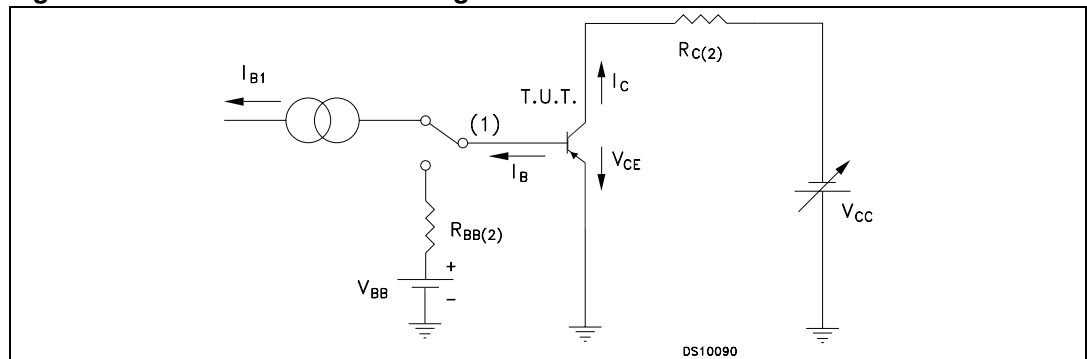 R_C(2)
I_B1
I_C
T.U.T.
(1)
I_B
V_CE
V_CC
R_BB(2)
V_BB
+
-
DS10090